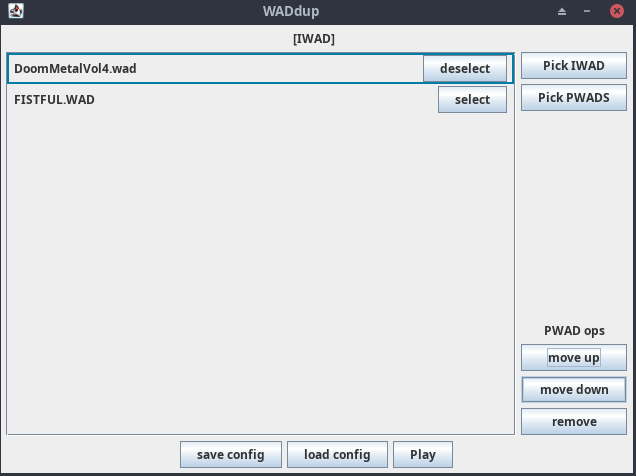 WADdup
[IWAD]
DoomMetalVol4.wad deselect
FISTFUL.WAD select
Pick IWAD
Pick PWADS
PWAD ops
move up
move down
remove
save config load config Play